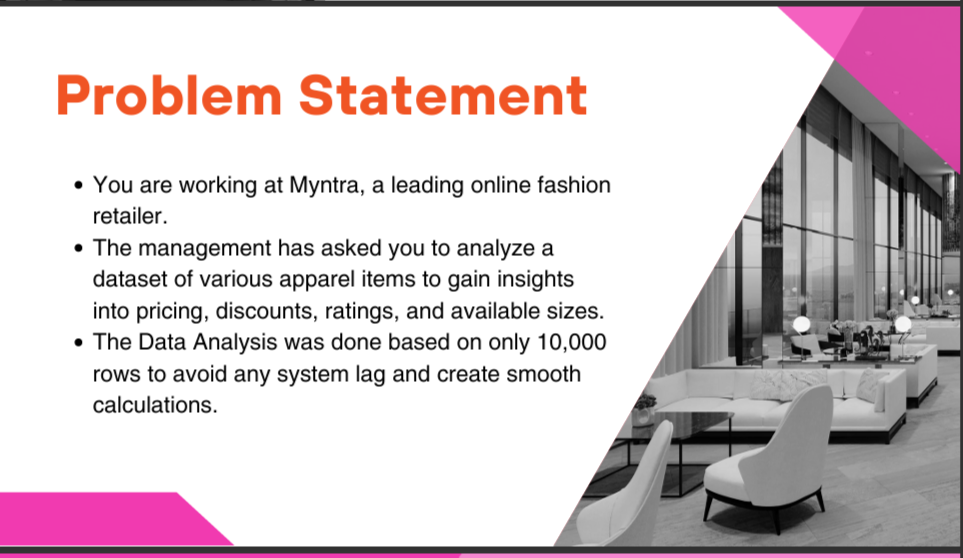 Problem Statement
• You are working at Myntra, a leading online fashion
retailer.
• The management has asked you to analyze a
dataset of various apparel items to gain insights
into pricing, discounts, ratings, and available sizes.
• The Data Analysis was done based on only 10,000
rows to avoid any system lag and create smooth
calculations.